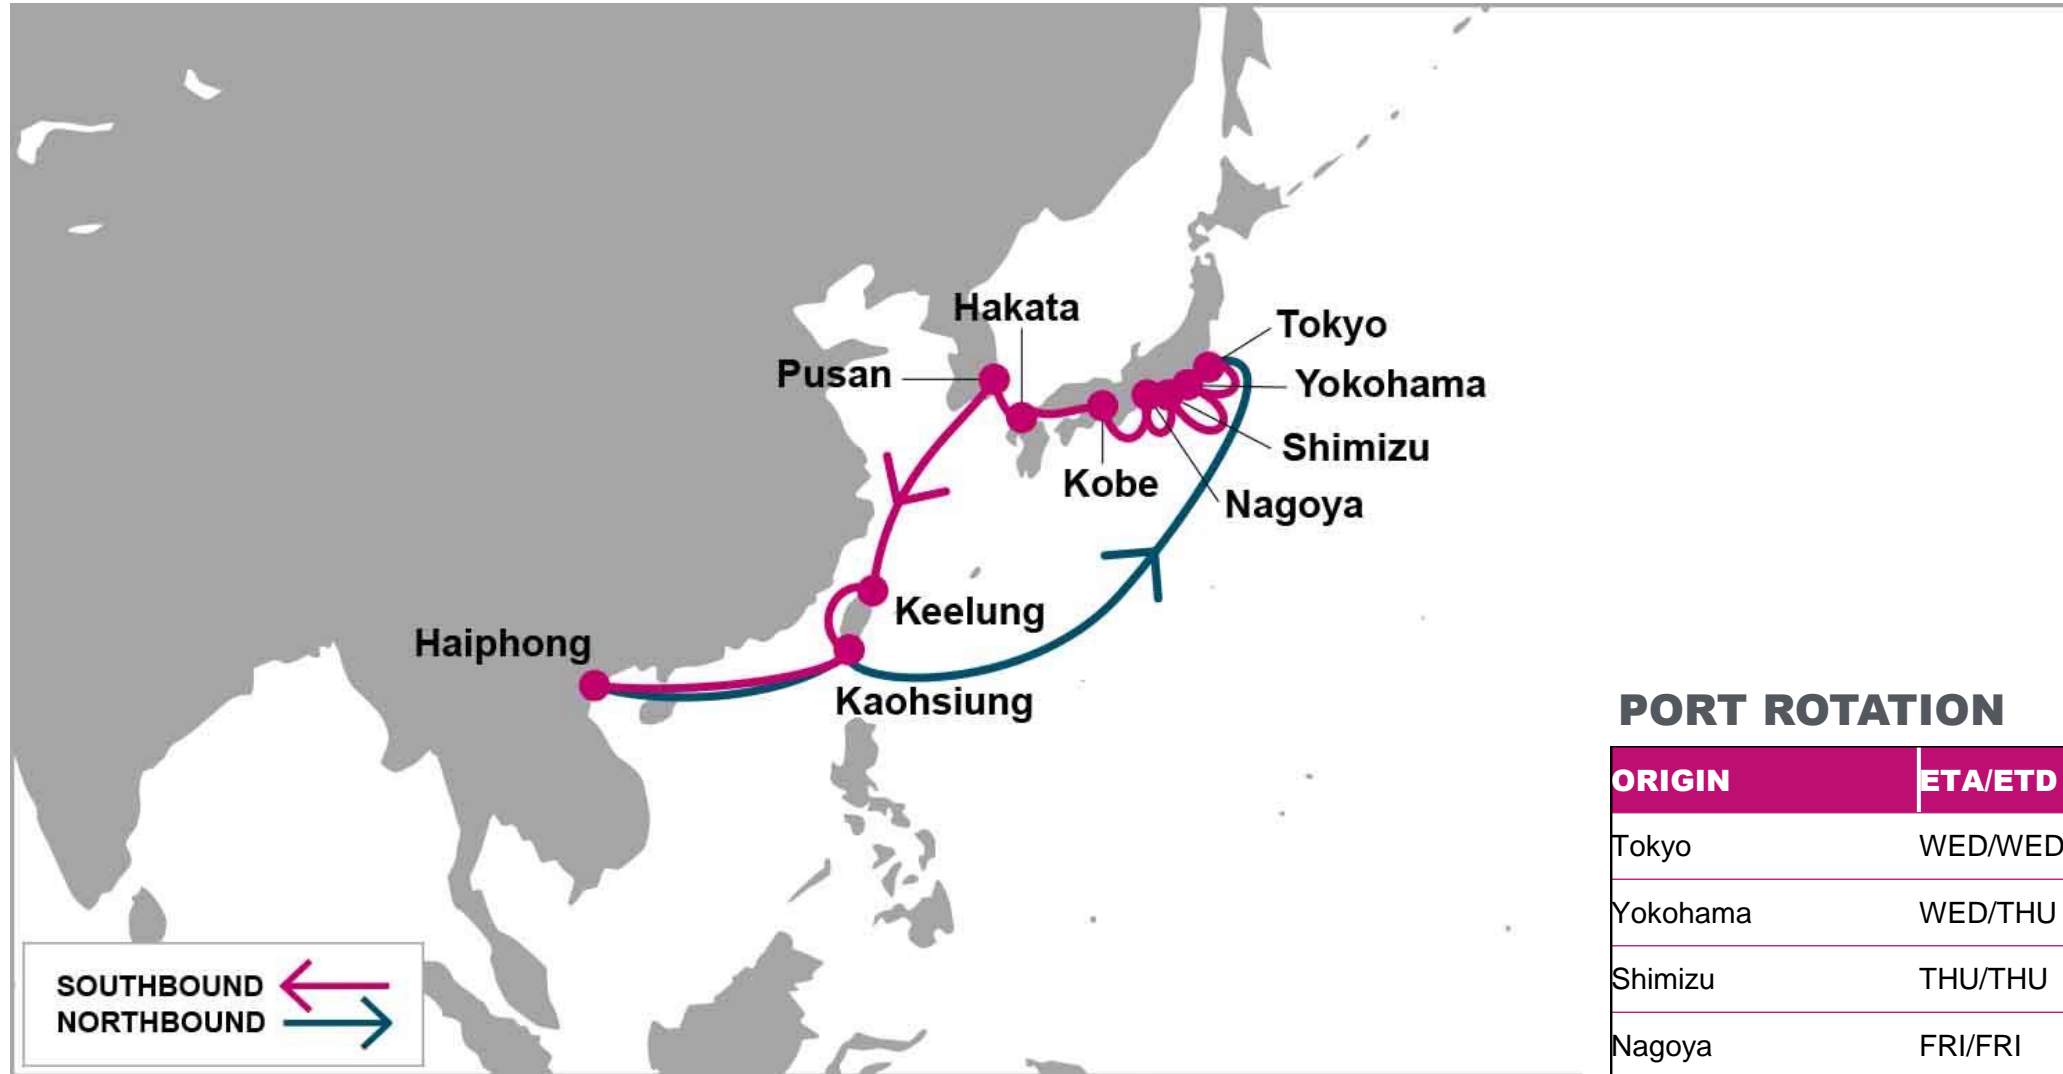 Hakata
Tokyo
Pusan
Yokohama
Shimizu
Kobe
Nagoya
Keelung
Haiphong
Kaohsiung
SOUTHBOUND
NORTHBOUND
PORT ROTATION
ORIGIN ETA/ETD
Tokyo WED/WED
Yokohama WED/THU
Shimizu THU/THU
Nagoya FRI/FRI